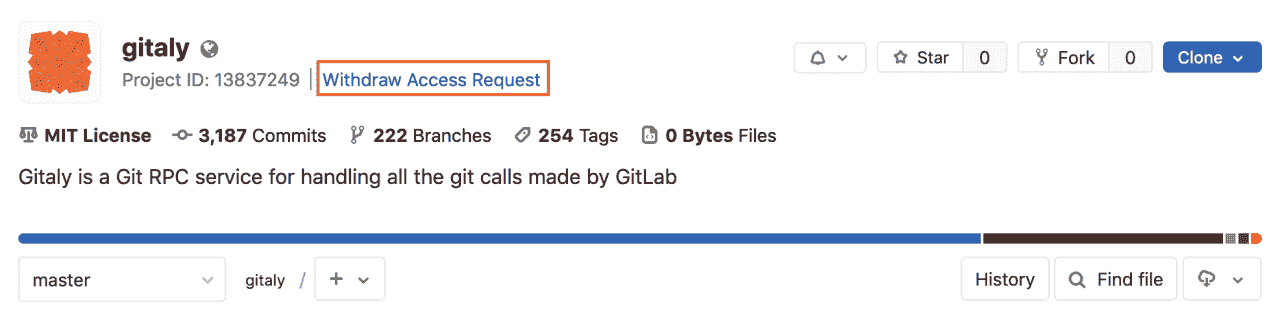 gitaly
Project ID: 13837249 | Withdraw Access Request
Star 0 Fork 0 Clone
MIT License 3,187 Commits 222 Branches 254 Tags 0 Bytes Files
Gitaly is a Git RPC service for handling all the git calls made by GitLab
master gitaly / + History Find file